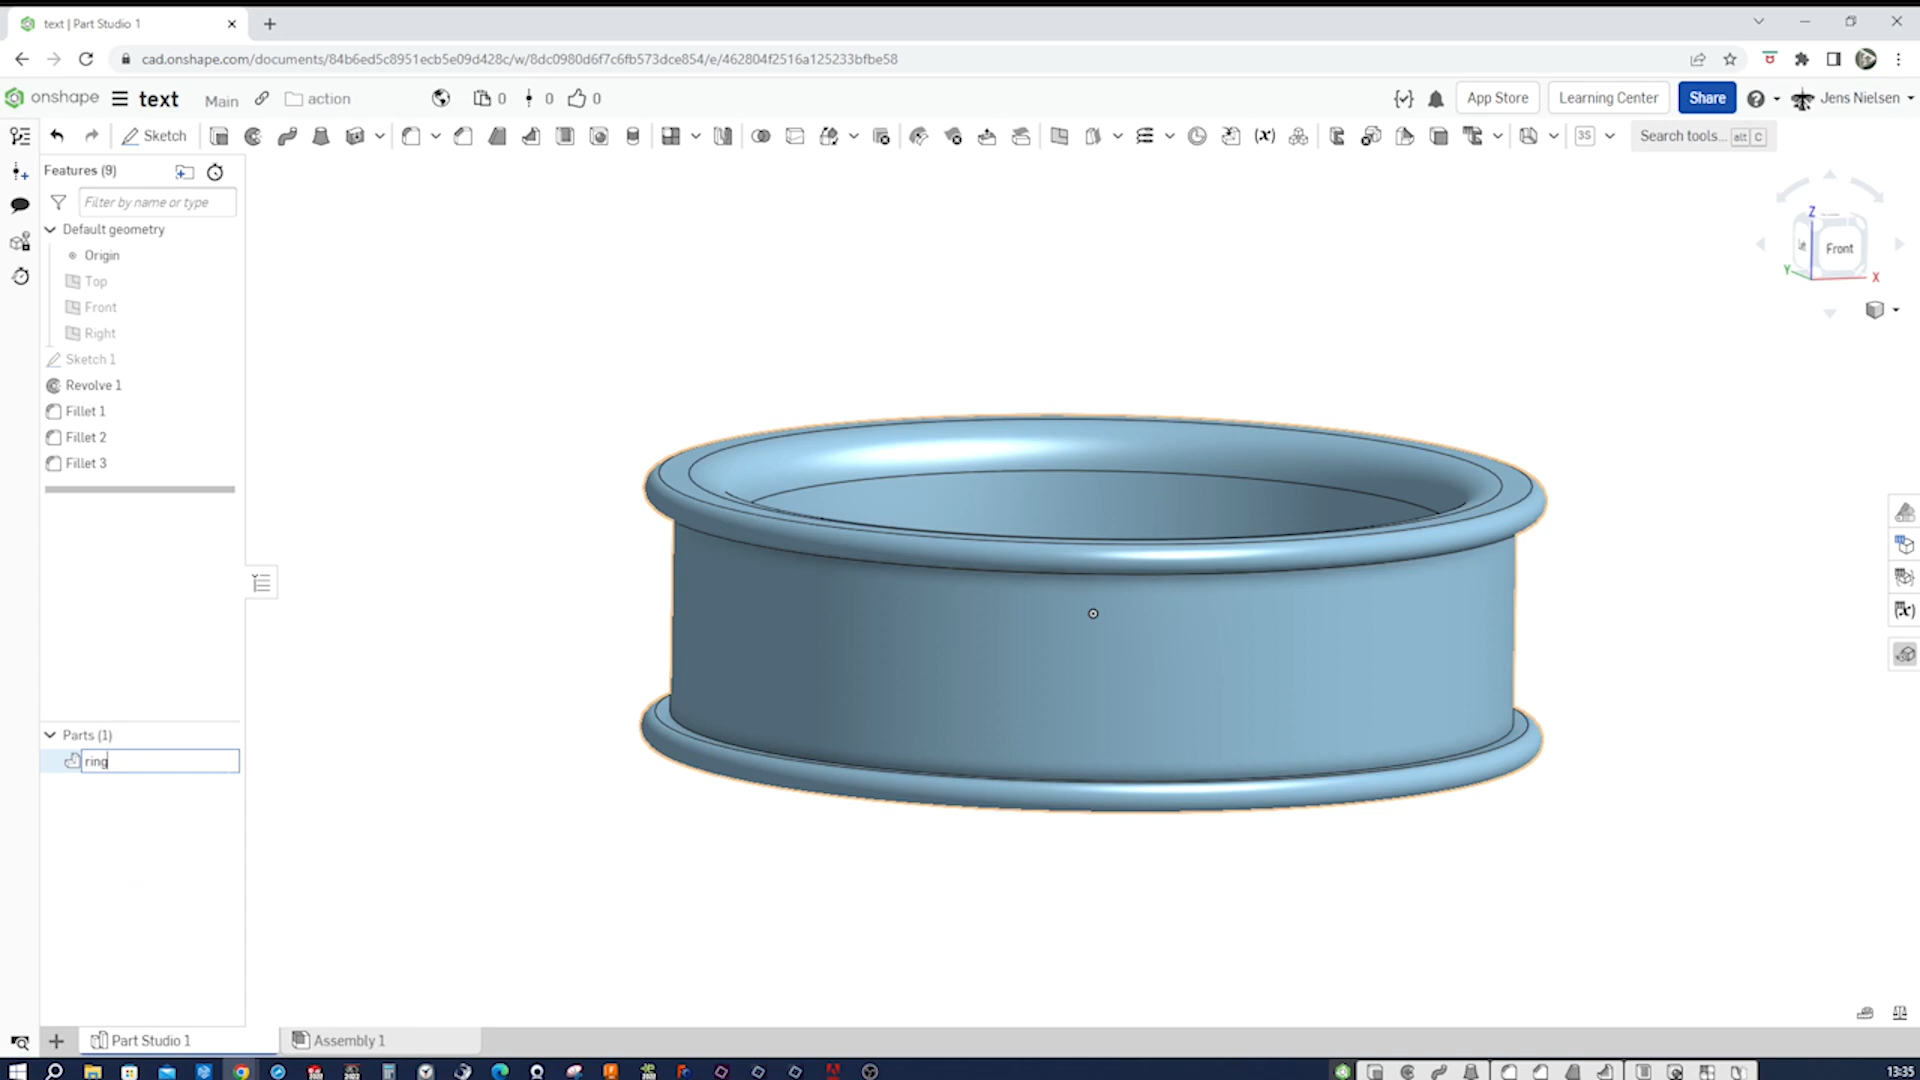 text | Part Studio 1
cad.onshape.com/documents/84b6ed5c8951ecb5e09d428c/w/8dc0980d6f7c6fb573dce854/e/462804f2516a125233bfbe58
onshape
text
Main
action
0
0
0
App Store
Learning Center
Share
Jens Nielsen
Sketch
3S
Search tools...
alt C
Features (9)
Filter by name or type
Default geometry
Origin
Top
Front
Right
Sketch 1
Revolve 1
Fillet 1
Fillet 2
Fillet 3
Z
Front
Y
X
(x)
(x)
Parts (1)
ring
Part Studio 1
Assembly 1
13:35